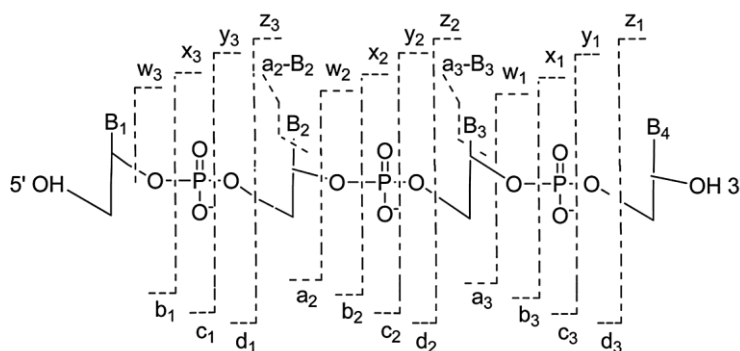 z₃ z₂ z₁
y₃ y₂ y₁
x₃ x₂ x₁
w₃ a₂-B₂ w₂ a₃-B₃ w₁
B₁ B₂ B₃ B₄
O O O
5' OH O P O O P O O P O OH 3
O- O- O-
a₂ a₃
b₁ b₂ b₃
c₁ c₂ c₃
d₁ d₂ d₃